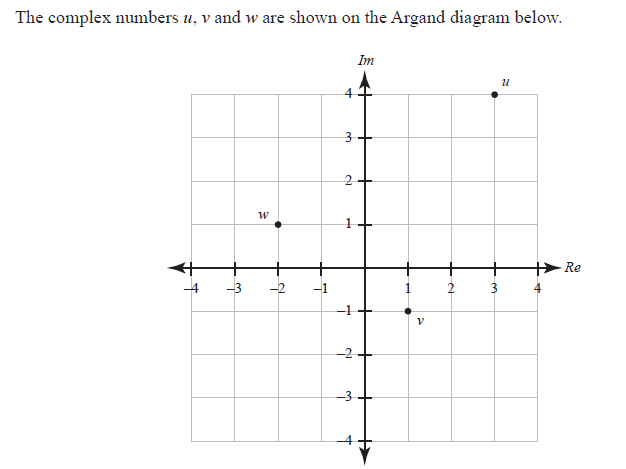 The complex numbers u, v and w are shown on the Argand diagram below.
Im
u
4
3
2
w
1
Re
–4 –3 –2 –1 1 2 3 4
–1
v
–2
–3
–4